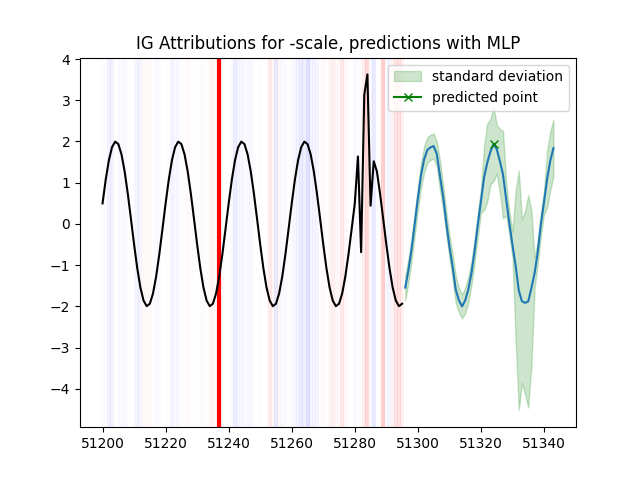 IG Attributions for -scale, predictions with MLP
4
3
2
1
0
−1
−2
−3
−4
standard deviation
predicted point
51200 51220 51240 51260 51280 51300 51320 51340